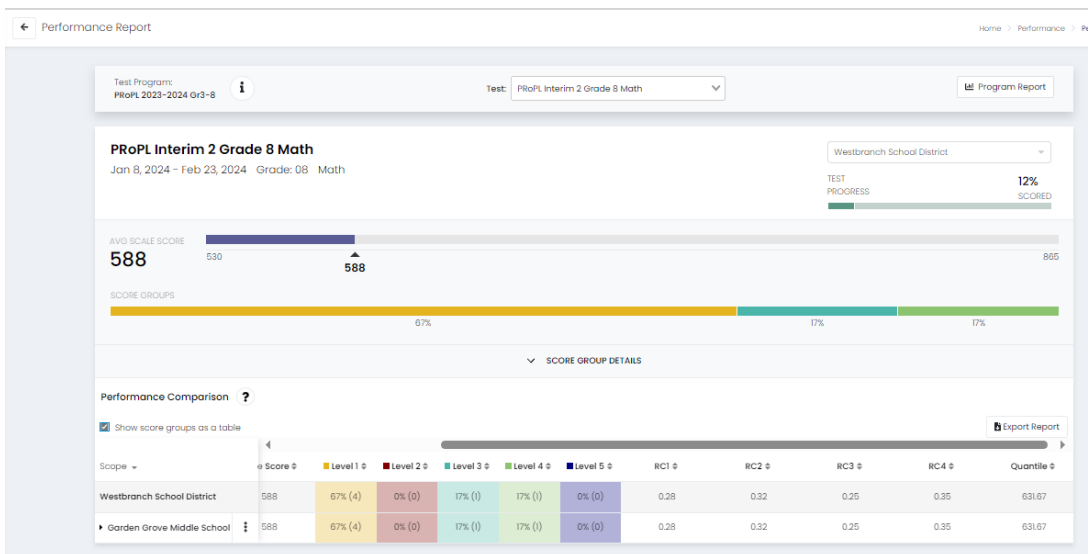 Performance Report
Home > Performance > Pe
Test Program:
PRoPL 2023-2024 Gr3-8
i
Test:
PRoPL Interim 2 Grade 8 Math
Program Report
PRoPL Interim 2 Grade 8 Math
Jan 8, 2024 - Feb 23, 2024 Grade: 08 Math
Westbranch School District
TEST PROGRESS
12% SCORED
AVG SCALE SCORE
588
530
588
865
SCORE GROUPS
67% 17% 17%
SCORE GROUP DETAILS
Performance Comparison ?
Show score groups as a table
Export Report
Scope e Score Level 1 Level 2 Level 3 Level 4 Level 5 RC1 RC2 RC3 RC4 Quantile
Westbranch School District 588 67% (4) 0% (0) 17% (1) 17% (1) 0% (0) 0.28 0.32 0.25 0.35 631.67
Garden Grove Middle School 588 67% (4) 0% (0) 17% (1) 17% (1) 0% (0) 0.28 0.32 0.25 0.35 631.67